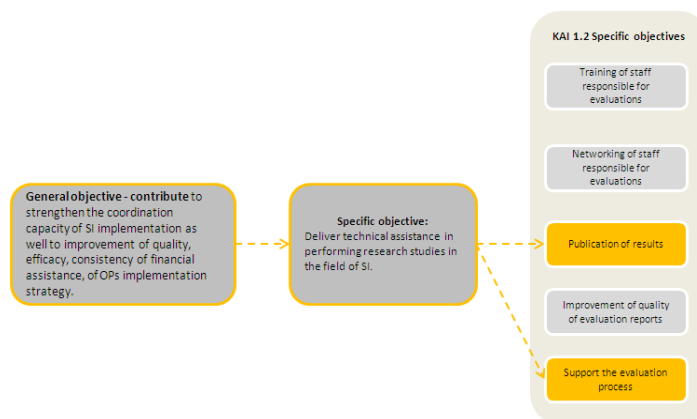 General objective - contribute to
strengthen the coordination
capacity of SI implementation as
well to improvement of quality,
efficacy, consistency of financial
assistance, of OPs implementation
strategy.
Specific objective:
Deliver technical assistance in
performing research studies in
the field of SI.
KAI 1.2 Specific objectives
Training of staff
responsible for
evaluations
Networking of staff
responsible for
evaluations
Publication of results
Improvement of quality
of evaluation reports
Support the evaluation
process